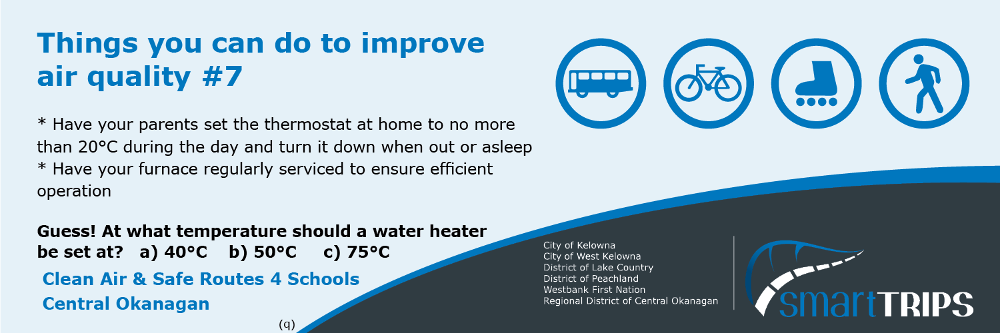 Things you can do to improve
air quality #7
* Have your parents set the thermostat at home to no more
than 20°C during the day and turn it down when out or asleep
* Have your furnace regularly serviced to ensure efficient
operation
Guess! At what temperature should a water heater
be set at? a) 40°C b) 50°C c) 75°C
Clean Air & Safe Routes 4 Schools
Central Okanagan
(q)
City of Kelowna
City of West Kelowna
District of Lake Country
District of Peachland
Westbank First Nation
Regional District of Central Okanagan
smartTRIPS